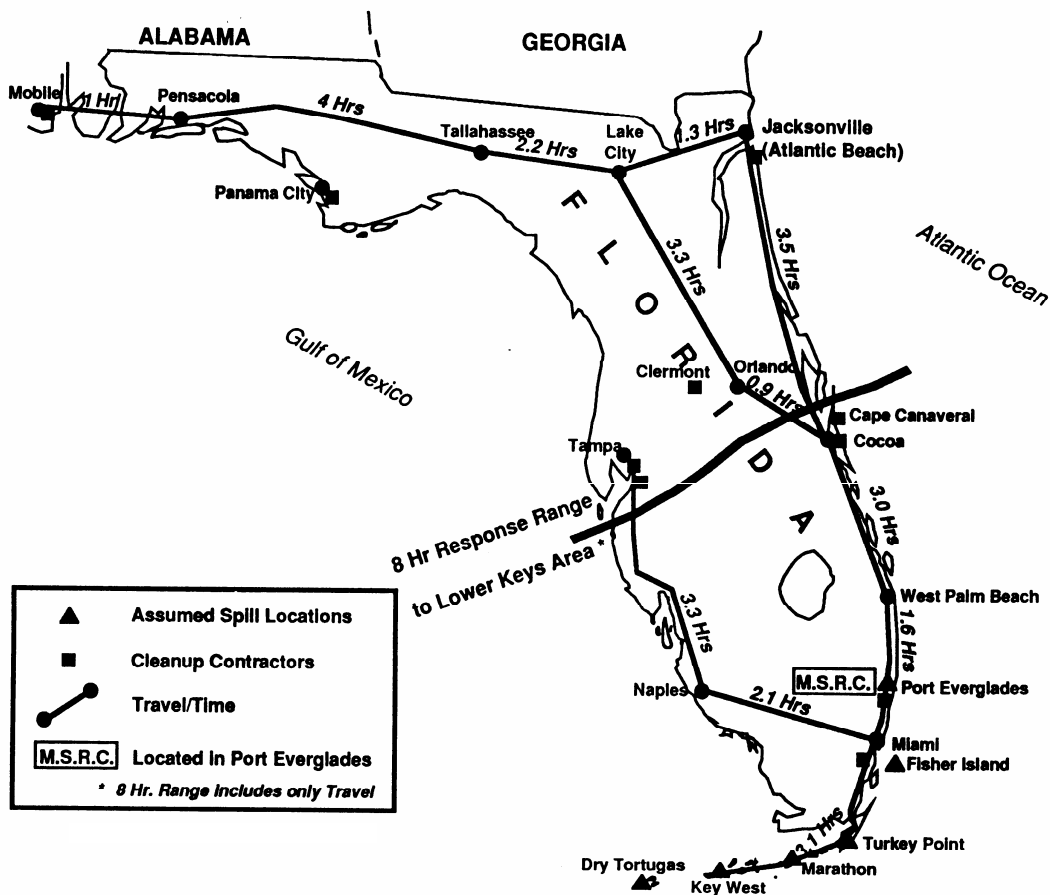 ALABAMA
GEORGIA
Mobile
1 Hr
Pensacola
4 Hrs
Tallahassee
2.2 Hrs
Lake
City
1.3 Hrs
Jacksonville
(Atlantic Beach)
Panama City
FLORIDA
3.3 Hrs
3.5 Hrs
Atlantic Ocean
Gulf of Mexico
Clermont
Orlando
0.9 Hrs
Cape Canaveral
Cocoa
Tampa
8 Hr Response Range
to Lower Keys Area *
3.0 Hrs
3.3 Hrs
West Palm Beach
1.6 Hrs
M.S.R.C.
Port Everglades
Naples
2.1 Hrs
Miami
Fisher Island
3.1 Hrs
Turkey Point
Marathon
Dry Tortugas
Key West
Assumed Spill Locations
Cleanup Contractors
Travel/Time
M.S.R.C. Located In Port Everglades
* 8 Hr. Range Includes only Travel